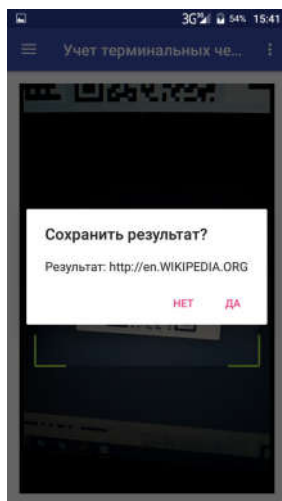 3G 54% 15:41
Учет терминальных че...
Сохранить результат?
Результат: http://en.WIKIPEDIA.ORG
НЕТ ДА